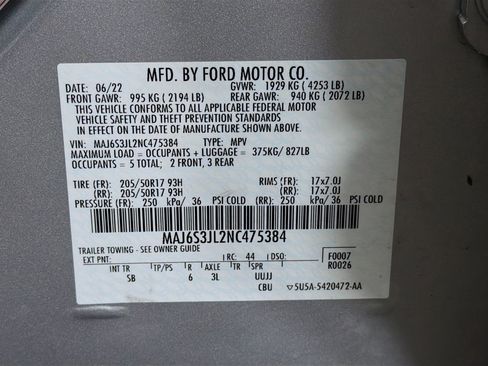 MFD. BY FORD MOTOR CO.
DATE: 06/22 GVWR: 1929 KG ( 4253 LB)
FRONT GAWR: 995 KG ( 2194 LB) REAR GAWR: 940 KG ( 2072 LB)
THIS VEHICLE CONFORMS TO ALL APPLICABLE FEDERAL MOTOR
VEHICLE SAFETY AND THEFT PREVENTION STANDARDS
IN EFFECT ON THE DATE OF MANUFACTURE SHOWN ABOVE.
VIN: MAJ6S3JL2NC475384 TYPE: MPV
MAXIMUM LOAD = OCCUPANTS + LUGGAGE = 375KG/ 827LB
OCCUPANTS = 5 TOTAL; 2 FRONT, 3 REAR
TIRE (FR): 205/50R17 93H RIMS (FR): 17x7.0J
(RR): 205/50R17 93H (RR): 17x7.0J
PRESSURE (FR): 250 kPa/ 36 PSI COLD (RR): 250 kPa/ 36 PSI COLD
MAJ6S3JL2NC475384
TRAILER TOWING - SEE OWNER GUIDE
EXT PNT: RC: 44 DSO: F0007
R0026
INT TR TP/PS R AXLE TR SPR
SB 6 3L UUJJ
CBU ▽5U5A-5420472-AA